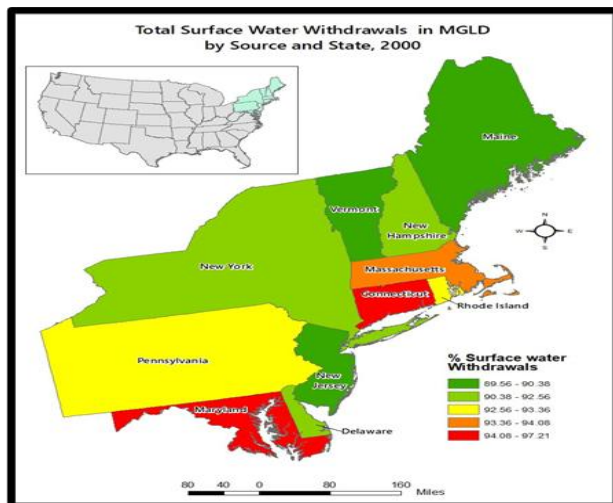 Total Surface Water Withdrawals in MGLD
by Source and State, 2000
Maine
Vermont
New
Hampshire
New York
Massachusetts
Connecticut
Rhode Island
Pennsylvania
New
Jersey
Maryland
Delaware
N
W
E
S
% Surface water
Withdrawals
89.56 - 90.38
90.38 - 92.56
92.56 - 93.36
93.36 - 94.08
94.08 - 97.21
80 40 0 80 160
Miles